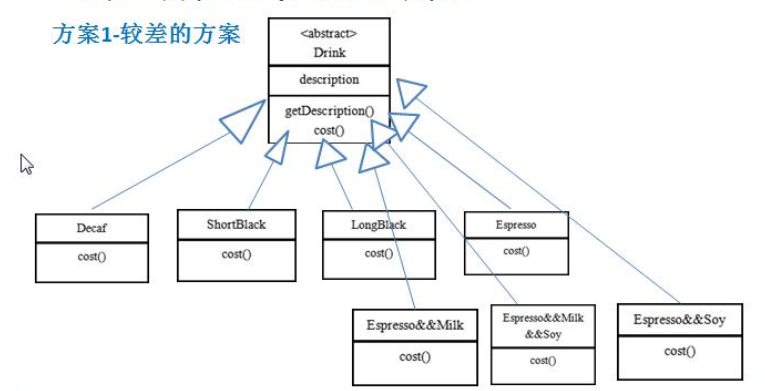 方案1-较差的方案
<abstract>
Drink
description
getDescription()
cost()
Decaf
cost()
ShortBlack
cost()
LongBlack
cost()
Espresso
cost()
Espresso&&Milk
cost()
Espresso&&Milk
&&Soy
cost()
Espresso&&Soy
cost()